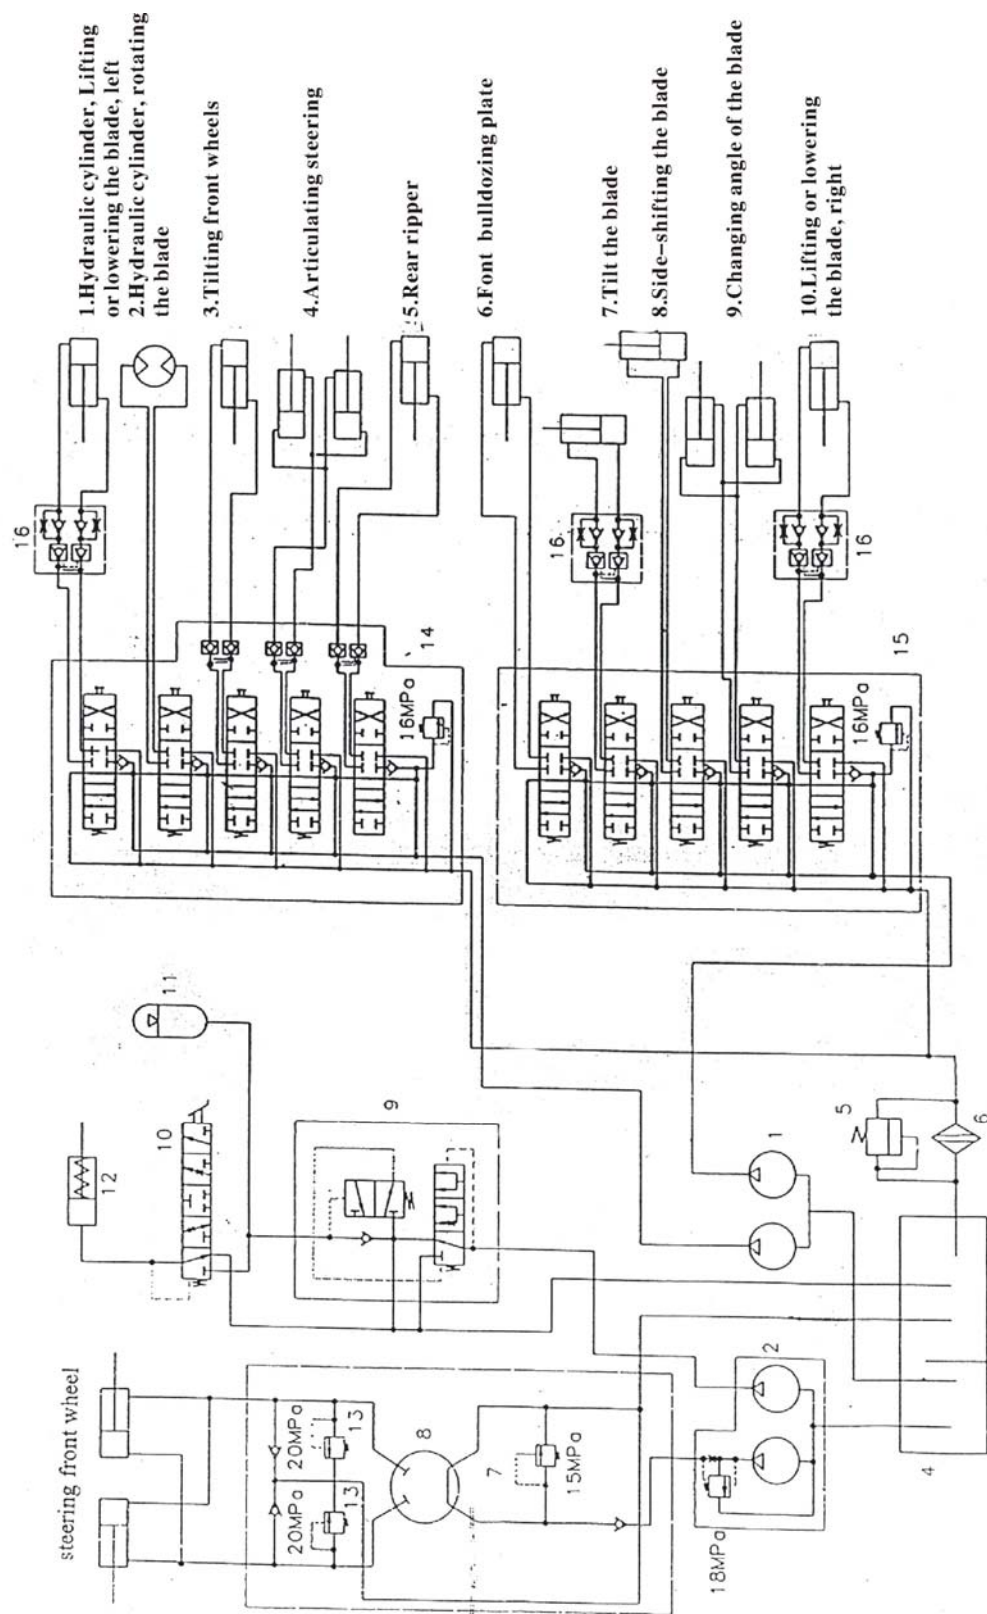 1.Hydraulic cylinder, Lifting
or lowering the blade, left
2.Hydraulic cylinder, rotating
the blade
3.Tilting front wheels
4.Articulating steering
5.Rear ripper
6.Font bulldozing plate
7.Tilt the blade
8.Side-shifting the blade
9.Changing angle of the blade
10.Lifting or lowering
the blade, right
16
16
16
14
16MPa
15
16MPa
11
12
10
9
5
6
1
steering front wheel
20MPa
13
20MPa
13
8
7
15MPa
2
18MPa
4